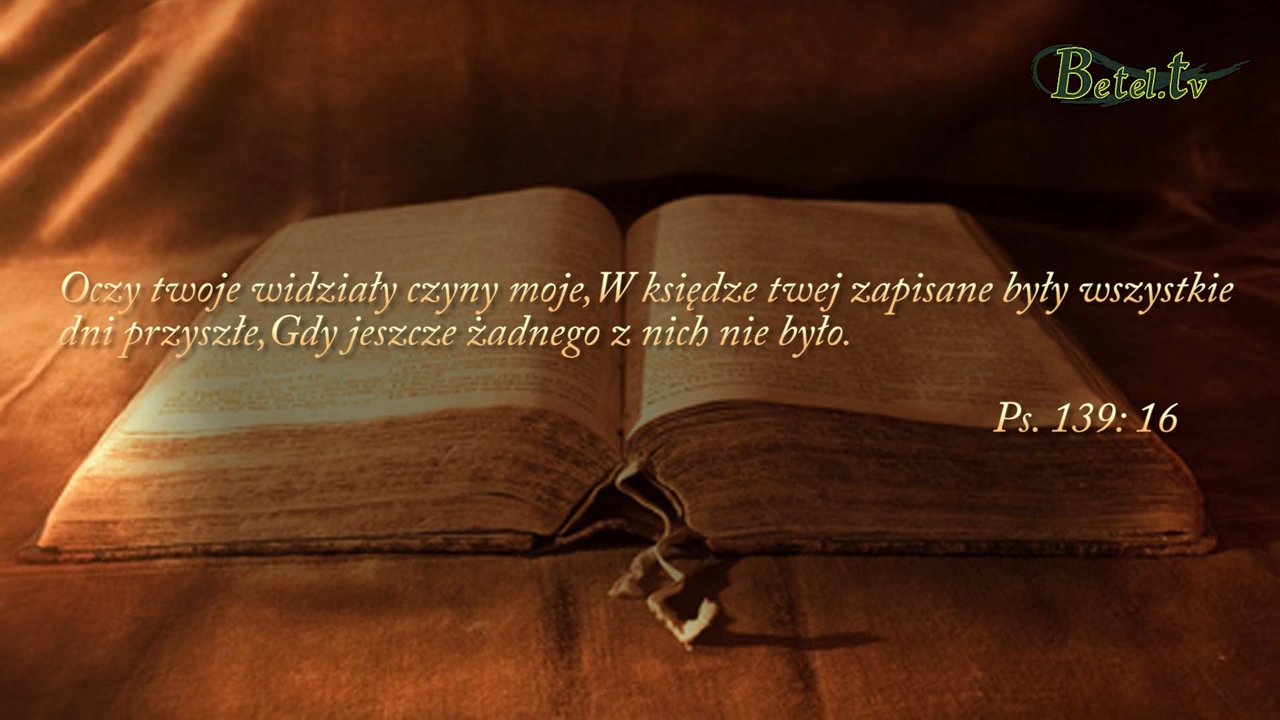 Betel.tv
Oczy twoje widziały czyny moje,W księdze twej zapisane były wszystkie
dni przyszłe,Gdy jeszcze żadnego z nich nie było.
Ps. 139: 16